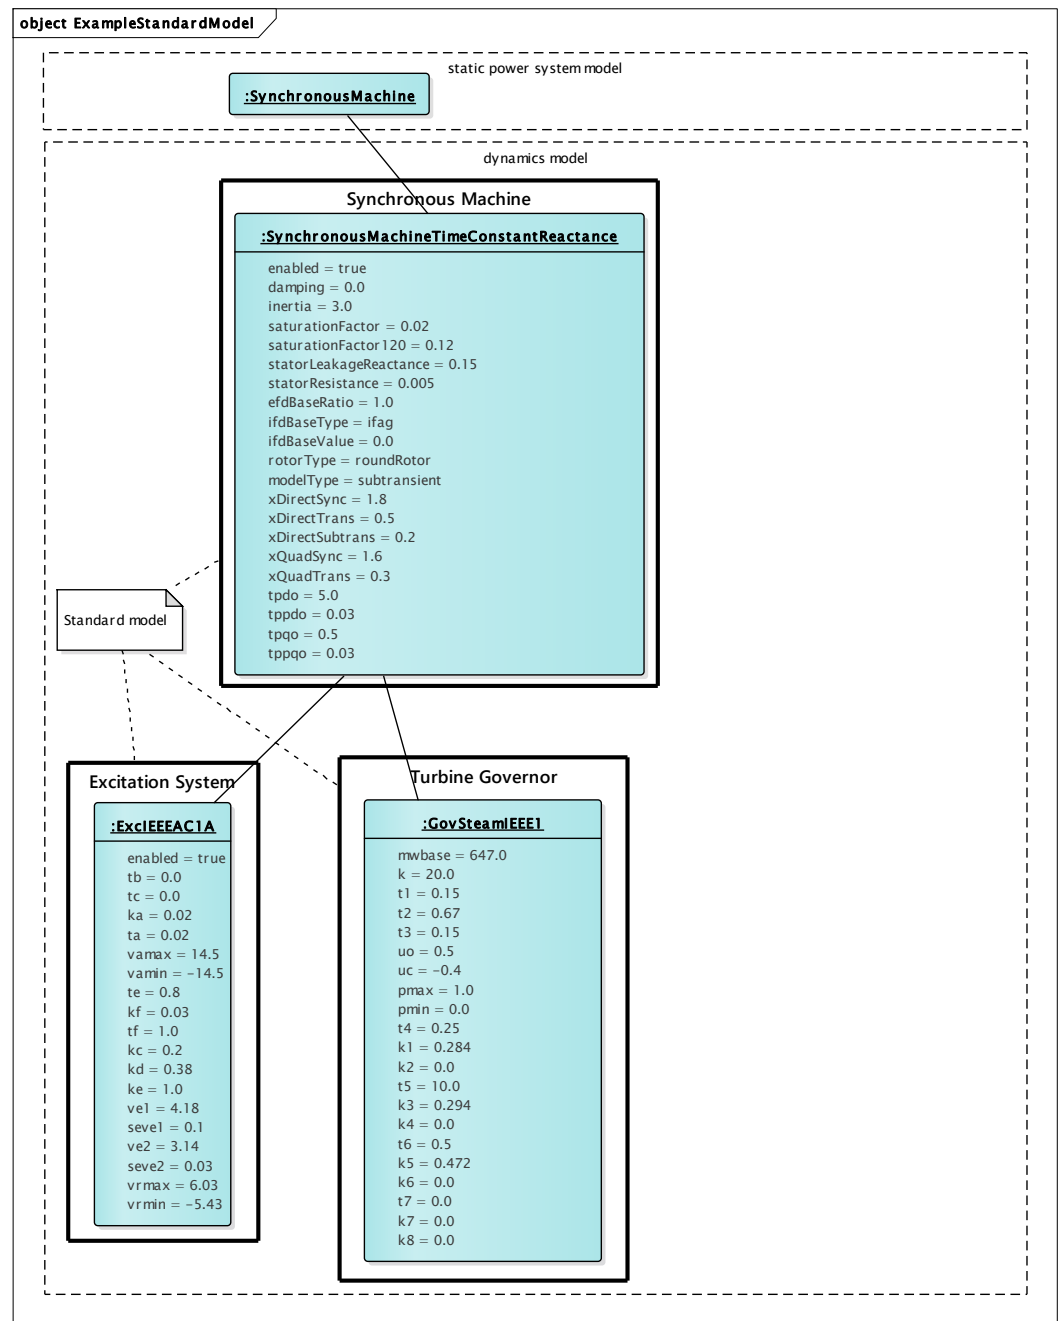 object ExampleStandardModel
static power system model
:SynchronousMachine
dynamics model
Synchronous Machine
:SynchronousMachineTimeConstantReactance
enabled = true
damping = 0.0
inertia = 3.0
saturationFactor = 0.02
saturationFactor120 = 0.12
statorLeakageReactance = 0.15
statorResistance = 0.005
efdBaseRatio = 1.0
ifdBaseType = ifag
ifdBaseValue = 0.0
rotorType = roundRotor
modelType = subtransient
xDirectSync = 1.8
xDirectTrans = 0.5
xDirectSubtrans = 0.2
xQuadSync = 1.6
xQuadTrans = 0.3
tpdo = 5.0
tppdo = 0.03
tpqo = 0.5
tppqo = 0.03
Standard model
Excitation System
:ExcIEEEAC1A
enabled = true
tb = 0.0
tc = 0.0
ka = 0.02
ta = 0.02
vamax = 14.5
vamin = -14.5
te = 0.8
kf = 0.03
tf = 1.0
kc = 0.2
kd = 0.38
ke = 1.0
ve1 = 4.18
seve1 = 0.1
ve2 = 3.14
seve2 = 0.03
vrmax = 6.03
vrmin = -5.43
Turbine Governor
:GovSteamIEEE1
mwbase = 647.0
k = 20.0
t1 = 0.15
t2 = 0.67
t3 = 0.15
uo = 0.5
uc = -0.4
pmax = 1.0
pmin = 0.0
t4 = 0.25
k1 = 0.284
k2 = 0.0
t5 = 10.0
k3 = 0.294
k4 = 0.0
t6 = 0.5
k5 = 0.472
k6 = 0.0
t7 = 0.0
k7 = 0.0
k8 = 0.0